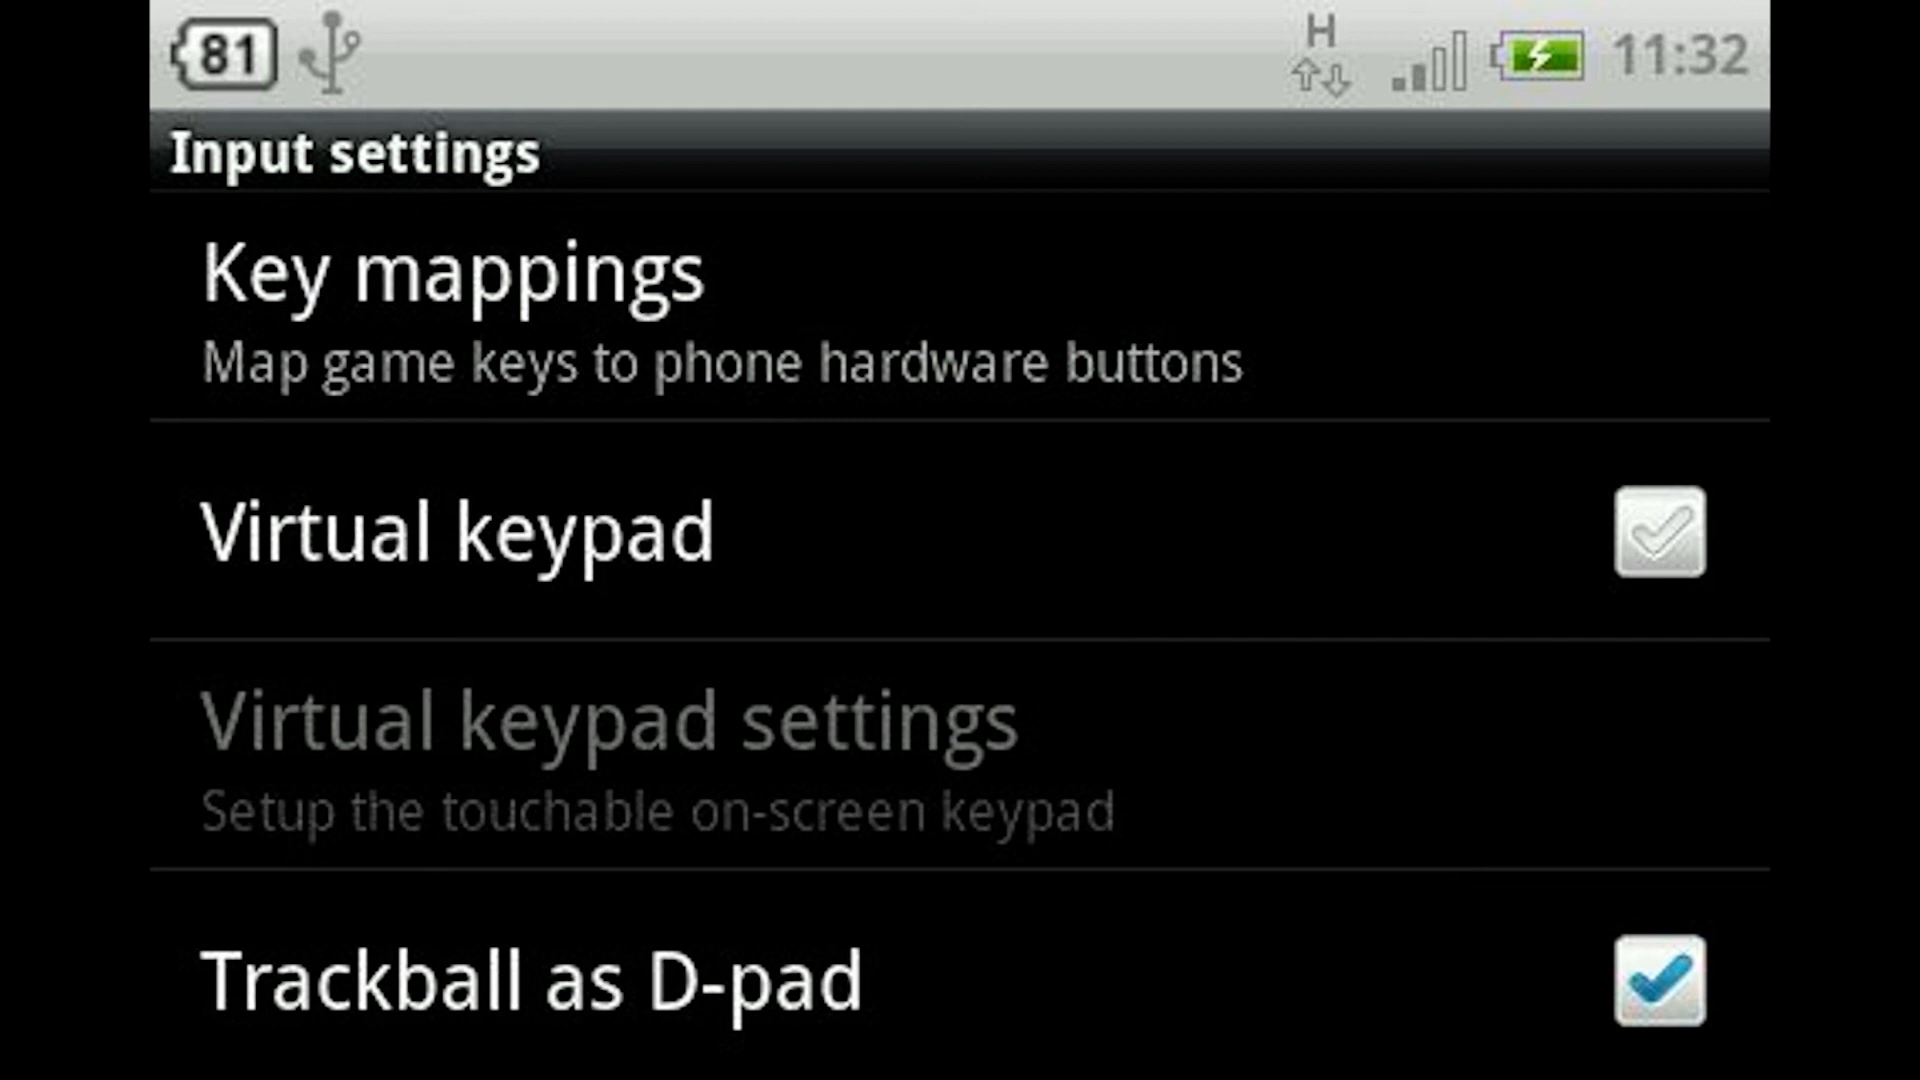 81 H 11:32
Input settings
Key mappings
Map game keys to phone hardware buttons
Virtual keypad
Virtual keypad settings
Setup the touchable on-screen keypad
Trackball as D-pad